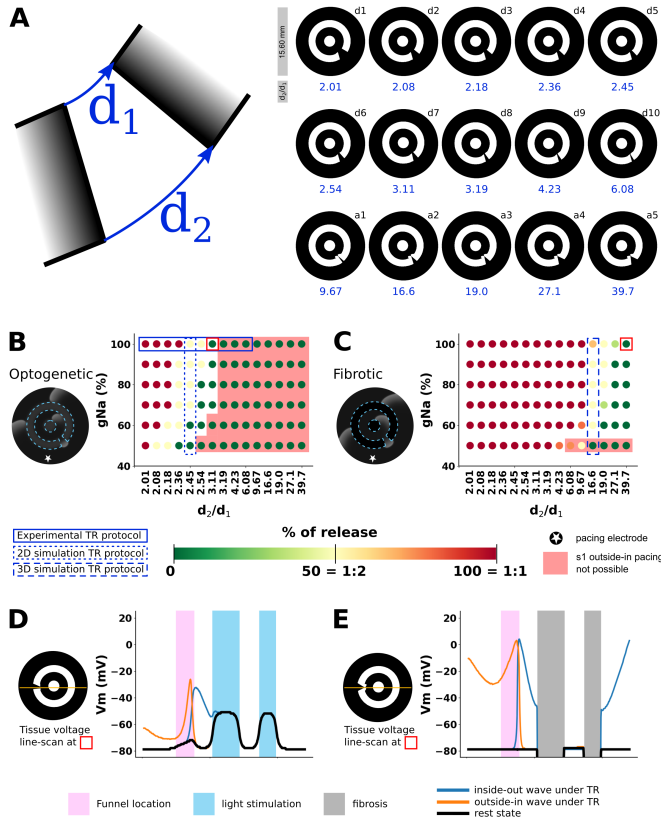 A
d1
d2
15.60 mm
d2/d1
d1 d2 d3 d4 d5
2.01 2.08 2.18 2.36 2.45
d6 d7 d8 d9 d10
2.54 3.11 3.19 4.23 6.08
a1 a2 a3 a4 a5
9.67 16.6 19.0 27.1 39.7
B
Optogenetic
gNa (%)
100
80
60
40
2.01 2.08 2.18 2.36 2.45 2.54 3.11 3.19 4.23 6.08 9.67 16.6 19.0 27.1 39.7
d2/d1
C
Fibrotic
gNa (%)
100
80
60
40
2.01 2.08 2.18 2.36 2.45 2.54 3.11 3.19 4.23 6.08 9.67 16.6 19.0 27.1 39.7
d2/d1
Experimental TR protocol
2D simulation TR protocol
3D simulation TR protocol
% of release
0 50 = 1:2 100 = 1:1
pacing electrode
s1 outside-in pacing
not possible
D
Tissue voltage
line-scan at
Vm (mV)
20
0
−20
−40
−60
−80
E
Tissue voltage
line-scan at
Vm (mV)
20
0
−20
−40
−60
−80
Funnel location
light stimulation
fibrosis
inside-out wave under TR
outside-in wave under TR
rest state